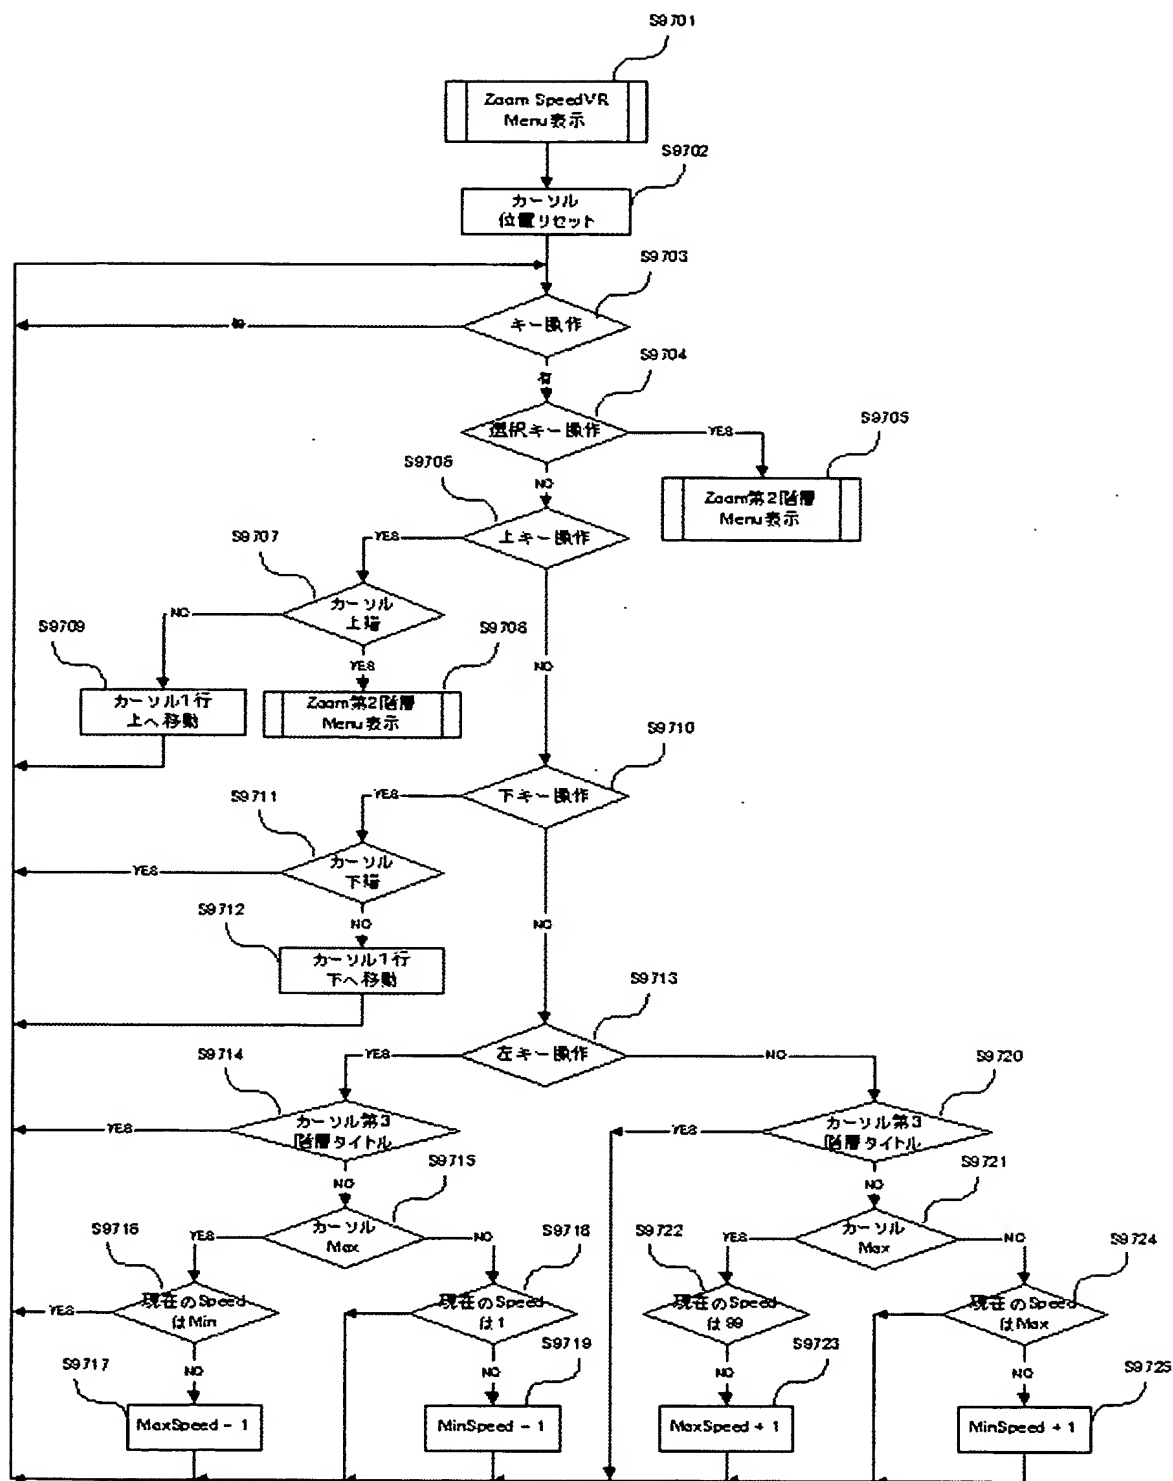 S9701
Zoom SpeedVR
Menu表示
S9702
カーソル
位置リセット
S9703
キー操作
無
有
S9704
選択キー操作
YES
S9705
Zoom第2階層
Menu表示
NO
S9706
上キー操作
YES
S9707
カーソル
上端
NO
S9709
カーソル1行
上へ移動
YES
S9708
Zoom第2階層
Menu表示
NO
S9710
下キー操作
YES
S9711
カーソル
下端
YES
NO
S9712
カーソル1行
下へ移動
NO
S9713
左キー操作
YES
NO
S9714
カーソル第3
階層タイトル
YES
NO
S9715
カーソル
Max
YES
NO
S9716
現在のSpeed
はMin
YES
NO
S9717
MaxSpeed - 1
S9718
現在のSpeed
は1
NO
S9719
MinSpeed - 1
S9720
カーソル第3
階層タイトル
YES
NO
S9721
カーソル
Max
YES
NO
S9722
現在のSpeed
は99
NO
S9723
MaxSpeed + 1
S9724
現在のSpeed
はMax
NO
S9725
MinSpeed + 1